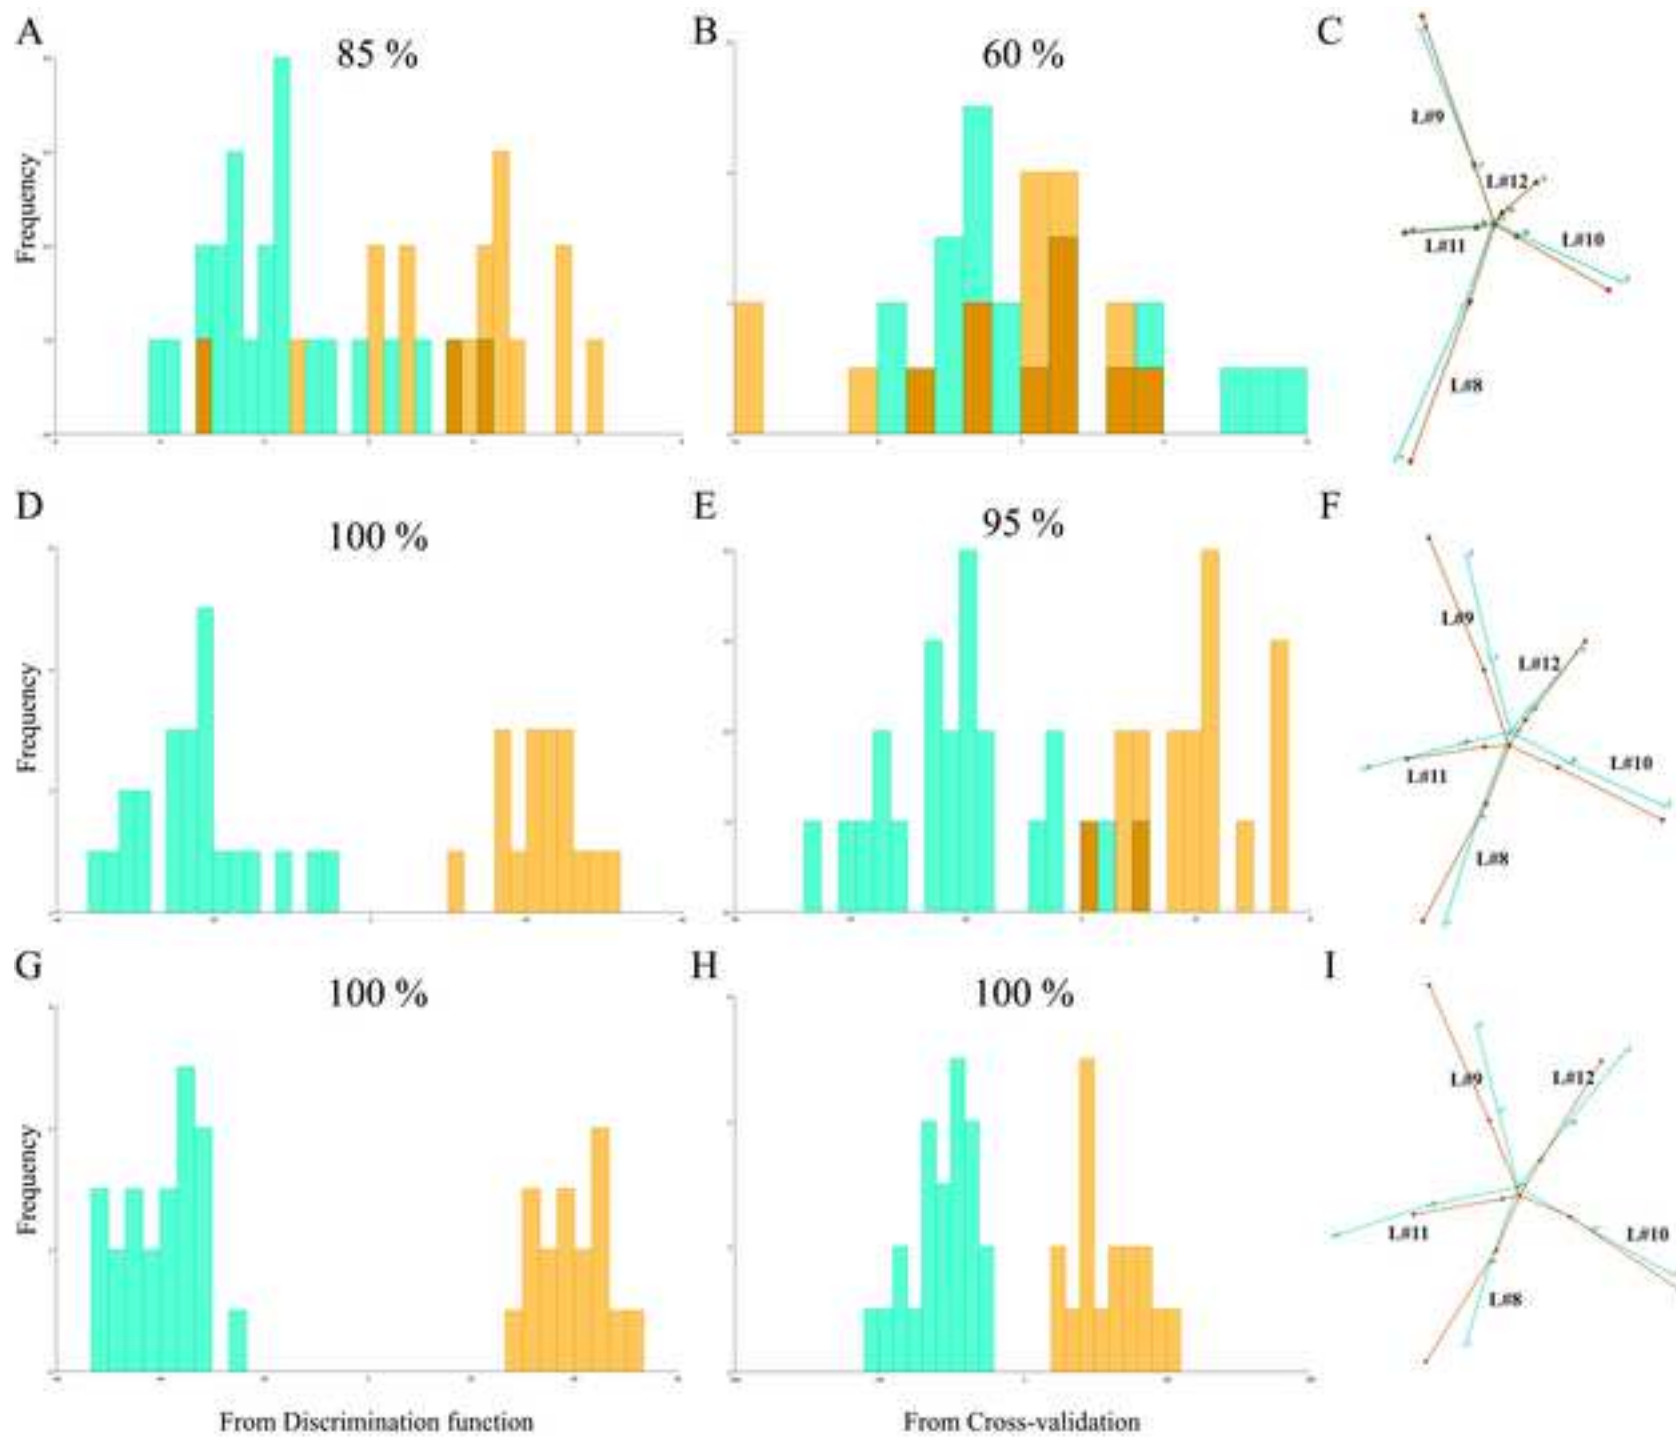 A
85 %
B
60 %
C
Frequency
L#9
L#12
L#11
L#10
L#8
D
100 %
E
95 %
F
Frequency
L#9
L#12
L#11
L#10
L#8
G
100 %
H
100 %
I
Frequency
L#9
L#12
L#11
L#10
L#8
From Discrimination function
From Cross-validation